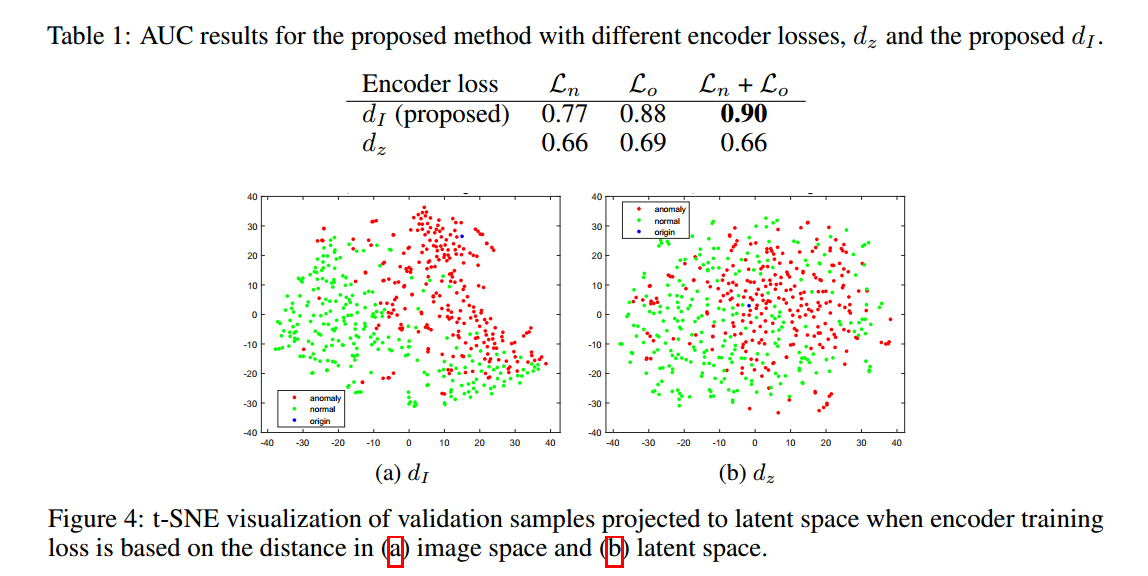 Table 1: AUC results for the proposed method with different encoder losses, d_z and the proposed d_I.
Encoder loss ℒ_n ℒ_o ℒ_n + ℒ_o
d_I (proposed) 0.77 0.88 0.90
d_z 0.66 0.69 0.66
40
30
20
10
0
-10
-20
-30
-40
anomaly
normal
origin
-40 -30 -20 -10 0 10 20 30 40
(a) d_I
40
30
20
10
0
-10
-20
-30
-40
anomaly
normal
origin
-40 -30 -20 -10 0 10 20 30 40
(b) d_z
Figure 4: t-SNE visualization of validation samples projected to latent space when encoder training
loss is based on the distance in (a) image space and (b) latent space.